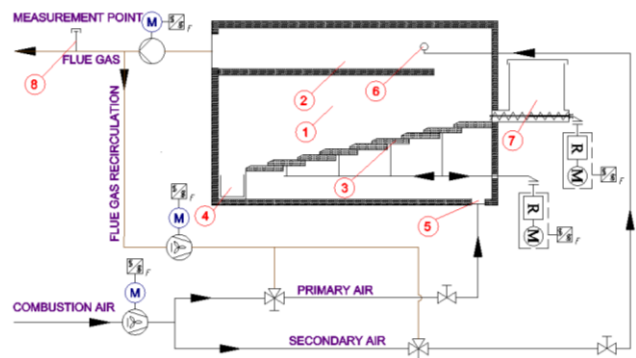 MEASUREMENT POINT
M
F
FLUE GAS
8
2
6
1
7
3
R
M
F
4
5
R
M
F
FLUE GAS RECIRCULATION
F
M
F
M
COMBUSTION AIR
PRIMARY AIR
SECONDARY AIR